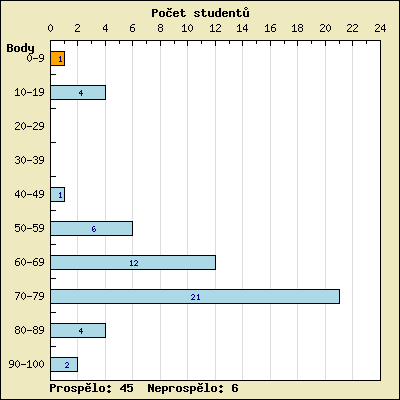 Počet studentů
0 2 4 6 8 10 12 14 16 18 20 22 24
Body
0-9 1
10-19 4
20-29
30-39
40-49 1
50-59 6
60-69 12
70-79 21
80-89 4
90-100 2
Prospělo: 45 Neprospělo: 6